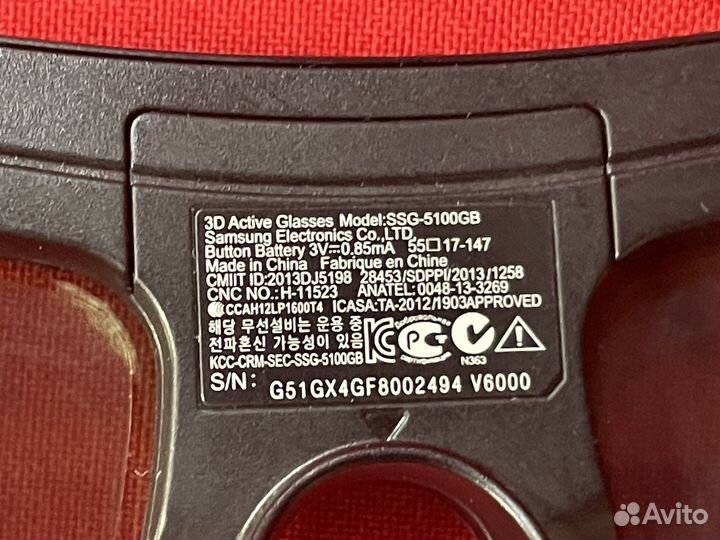 3D Active Glasses Model:SSG-5100GB
Samsung Electronics Co.,LTD
Button Battery 3V⎓0.85mA 55□17-147
Made in China Fabrique en Chine
CMIIT ID:2013DJ5198 28453/SDPPI/2013/1258
CNC NO.:H-11523 ANATEL:0048-13-3269
CCAH12LP1600T4 ICASA:TA-2012/1903APPROVED
해당 무선설비는 운용 중
전파혼신 가능성이 있음
KCC-CRM-SEC-SSG-5100GB
Добровольная
сертификация
N363
S/N: G51GX4GF8002494 V6000
Avito